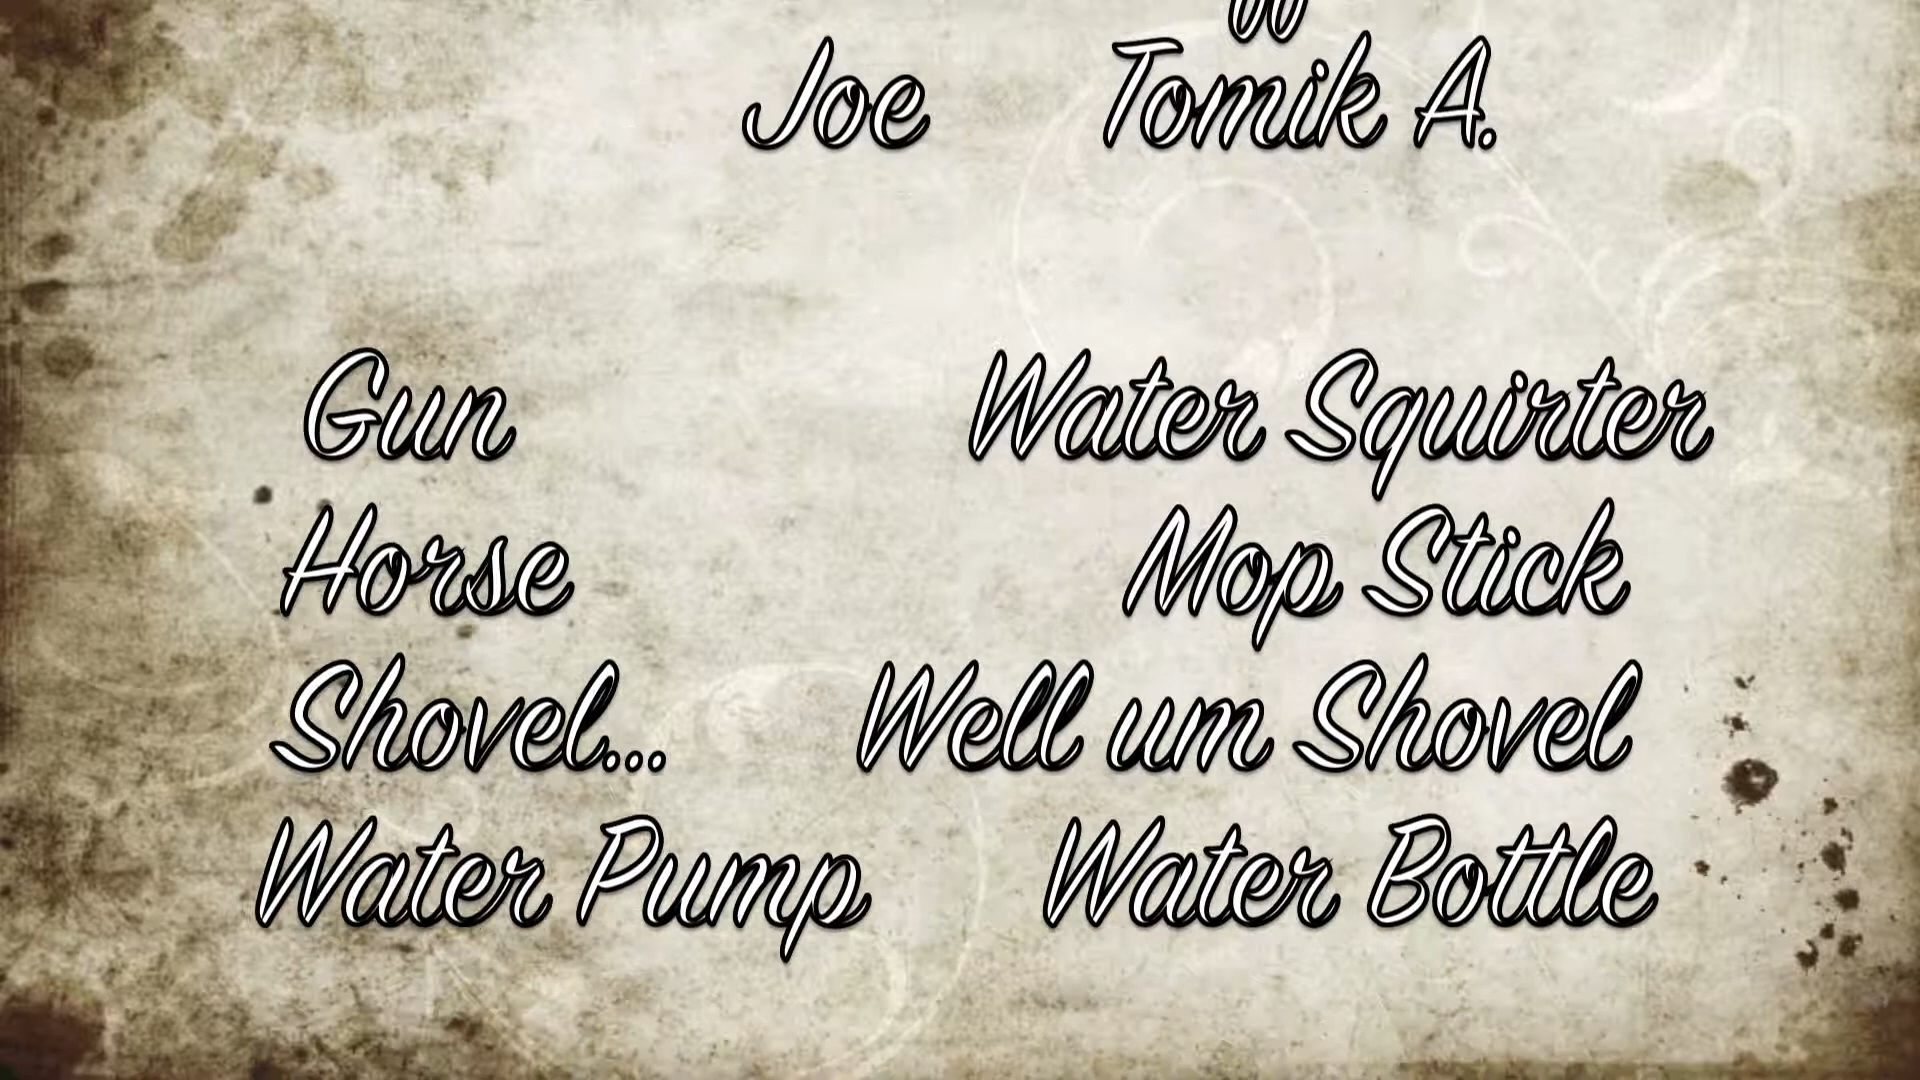 Joe Tomik A.
Gun Water Squirter
Horse Mop Stick
Shovel... Well um Shovel
Water Pump Water Bottle